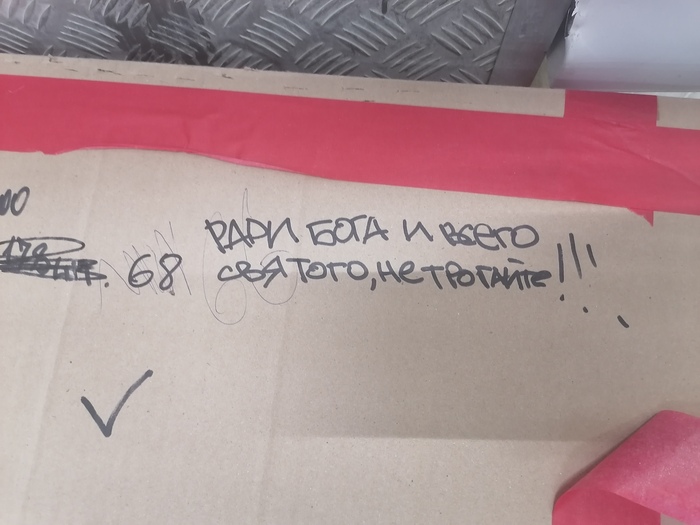 РАДИ БОГА И ВСЕГО
68 СВЯТОГО, НЕ ТРОГАЙТЕ!!!